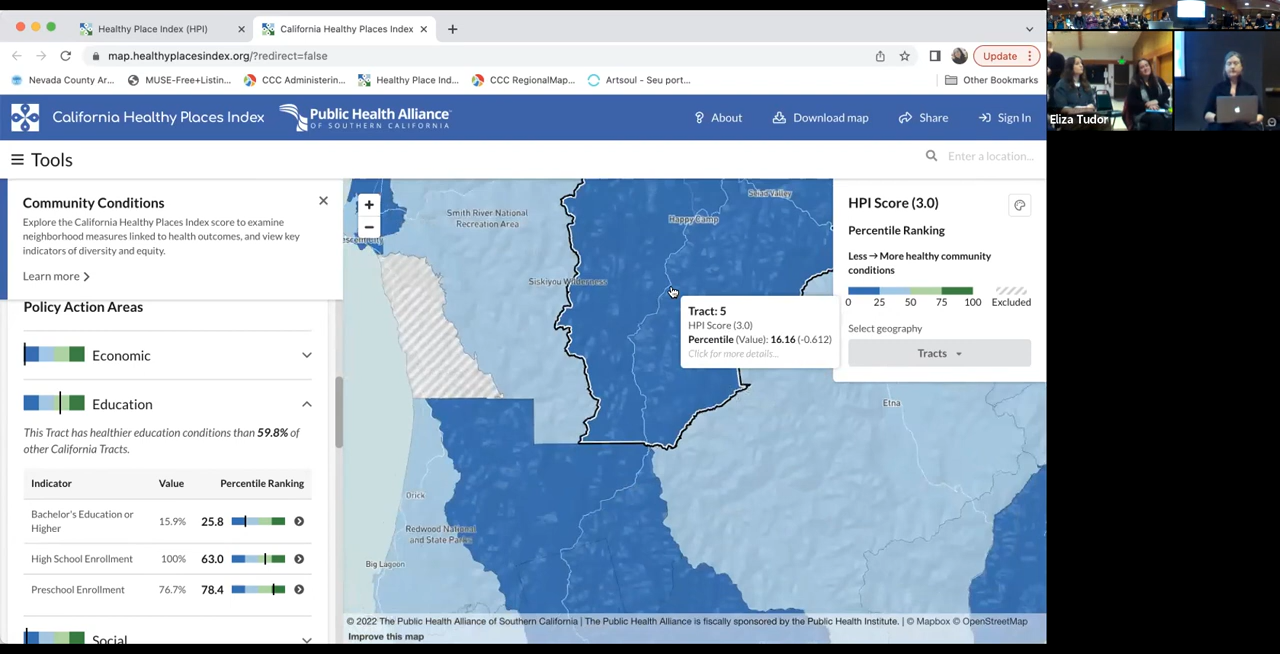 Healthy Place Index (HPI)
California Healthy Places Index
map.healthyplacesindex.org/?redirect=false
Update
Nevada County Ar...
MUSE-Free+Listin...
CCC Administerin...
Healthy Place Ind...
CCC RegionalMap...
Artsoul - Seu port...
Other Bookmarks
California Healthy Places Index
Public Health Alliance
OF SOUTHERN CALIFORNIA
About
Download map
Share
Sign In
Tools
Enter a location...
Community Conditions
Explore the California Healthy Places Index score to examine
neighborhood measures linked to health outcomes, and view key
indicators of diversity and equity.
Learn more
Policy Action Areas
Economic
Education
This Tract has healthier education conditions than 59.8% of
other California Tracts.
Indicator Value Percentile Ranking
Bachelor's Education or
Higher
15.9% 25.8
High School Enrollment 100% 63.0
Preschool Enrollment 76.7% 78.4
Social
Smith River National
Recreation Area
Seiad Valley
Happy Camp
Siskiyou Wilderness
Etna
Orick
Redwood National
and State Parks
Big Lagoon
Tract: 5
HPI Score (3.0)
Percentile (Value): 16.16 (-0.612)
Click for more details...
HPI Score (3.0)
Percentile Ranking
Less → More healthy community
conditions
0 25 50 75 100 Excluded
Select geography
Tracts
© 2022 The Public Health Alliance of Southern California | The Public Health Alliance is fiscally sponsored by the Public Health Institute. | © Mapbox © OpenStreetMap
Improve this map
Eliza Tudor